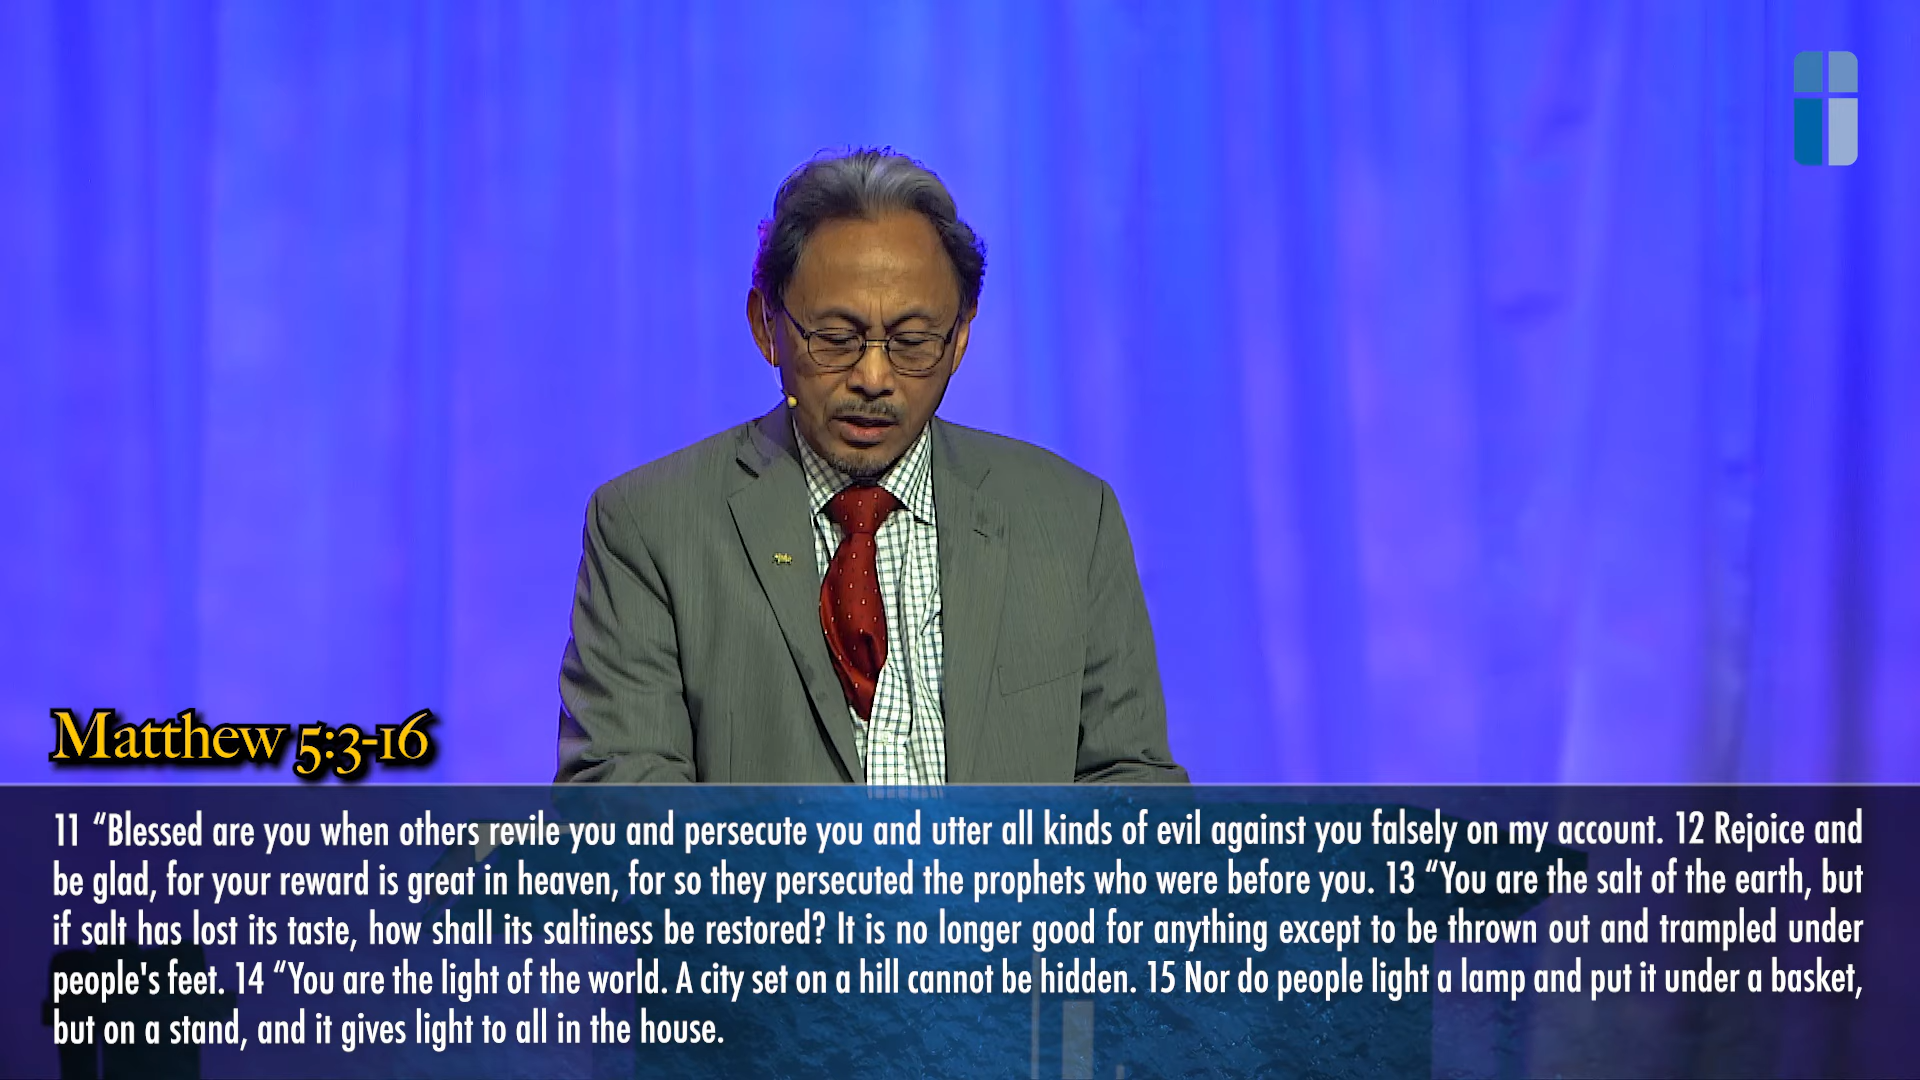 Matthew 5:3-16
11 “Blessed are you when others revile you and persecute you and utter all kinds of evil against you falsely on my account. 12 Rejoice and
be glad, for your reward is great in heaven, for so they persecuted the prophets who were before you. 13 “You are the salt of the earth, but
if salt has lost its taste, how shall its saltiness be restored? It is no longer good for anything except to be thrown out and trampled under
people's feet. 14 “You are the light of the world. A city set on a hill cannot be hidden. 15 Nor do people light a lamp and put it under a basket,
but on a stand, and it gives light to all in the house.